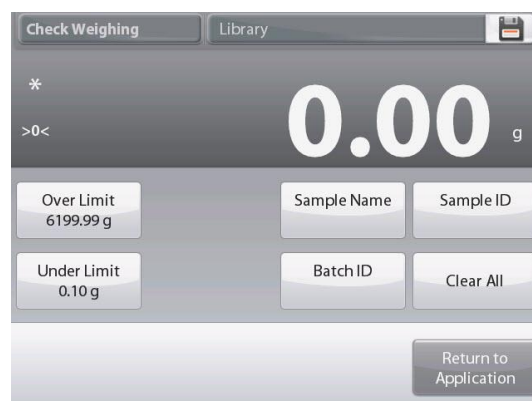 Check Weighing
Library
*
>0<
0.00 g
Over Limit
6199.99 g
Sample Name
Sample ID
Under Limit
0.10 g
Batch ID
Clear All
Return to
Application